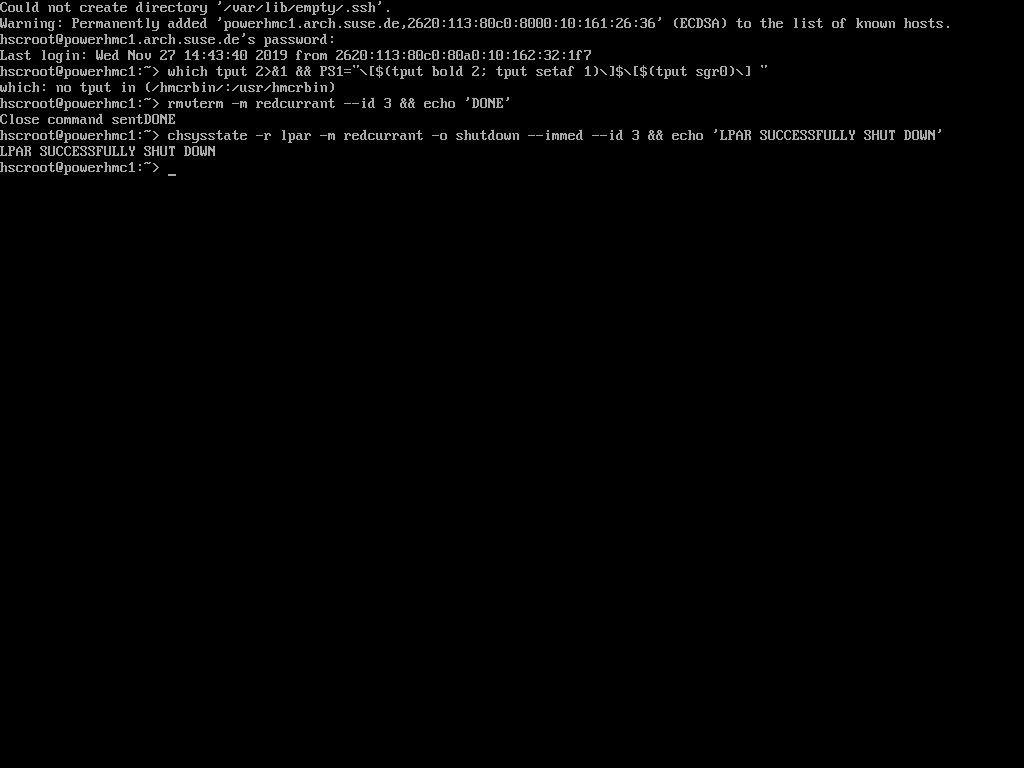 Could not create directory '/var/lib/empty/.ssh'.
Warning: Permanently added 'powerhmc1.arch.suse.de,2620:113:80c0:8000:10:161:26:36' (ECDSA) to the list of known hosts.
hscroot@powerhmc1.arch.suse.de's password:
Last login: Wed Nov 27 14:43:40 2019 from 2620:113:80c0:80a0:10:162:32:1f7
hscroot@powerhmc1:~> which tput 2>&1 && PS1="\[$(tput bold 2; tput setaf 1)\]$\[$(tput sgr0)\] "
which: no tput in (/hmcrbin/:/usr/hmcrbin)
hscroot@powerhmc1:~> rmvterm -m redcurrant --id 3 && echo 'DONE'
Close command sentDONE
hscroot@powerhmc1:~> chsysstate -r lpar -m redcurrant -o shutdown --immed --id 3 && echo 'LPAR SUCCESSFULLY SHUT DOWN'
LPAR SUCCESSFULLY SHUT DOWN
hscroot@powerhmc1:~> _